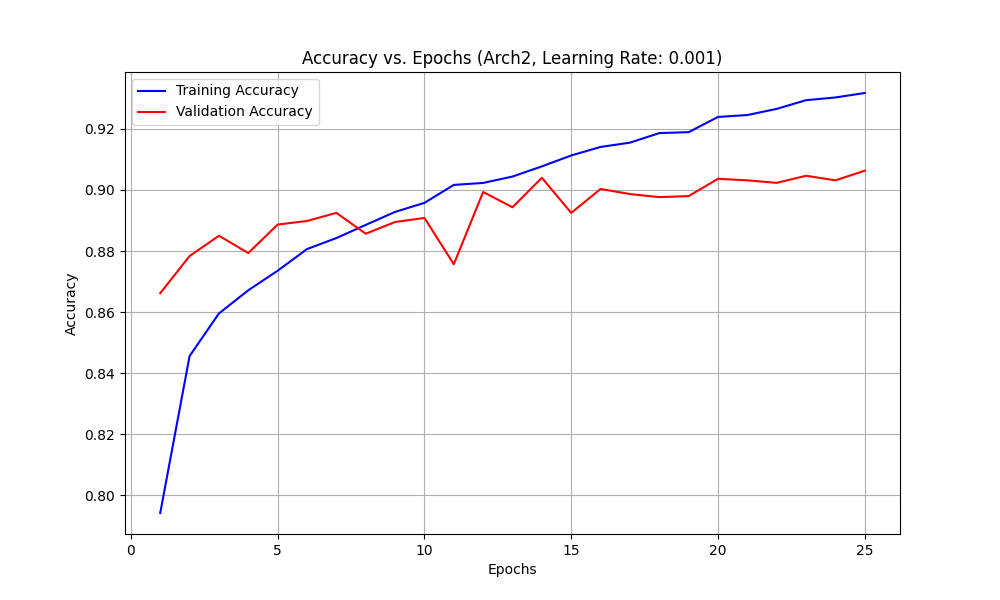 Accuracy vs. Epochs (Arch2, Learning Rate: 0.001)
Training Accuracy
Validation Accuracy
0.92
0.90
0.88
0.86
0.84
0.82
0.80
Accuracy
0 5 10 15 20 25
Epochs